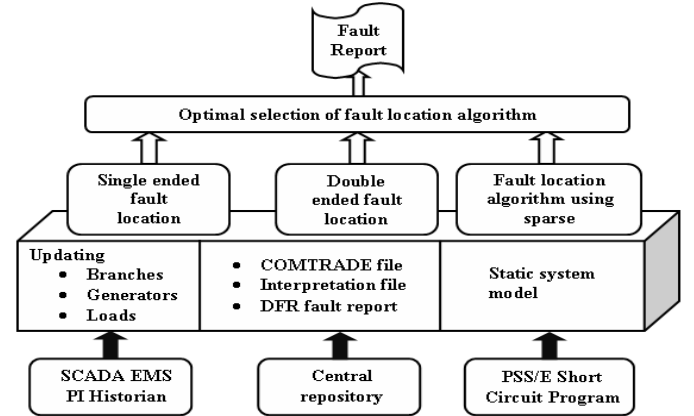 Fault
Report
Optimal selection of fault location algorithm
Single ended
fault
location
Double
ended fault
location
Fault location
algorithm using
sparse
Updating
• Branches
• Generators
• Loads
• COMTRADE file
• Interpretation file
• DFR fault report
Static system
model
SCADA EMS
PI Historian
Central
repository
PSS/E Short
Circuit Program